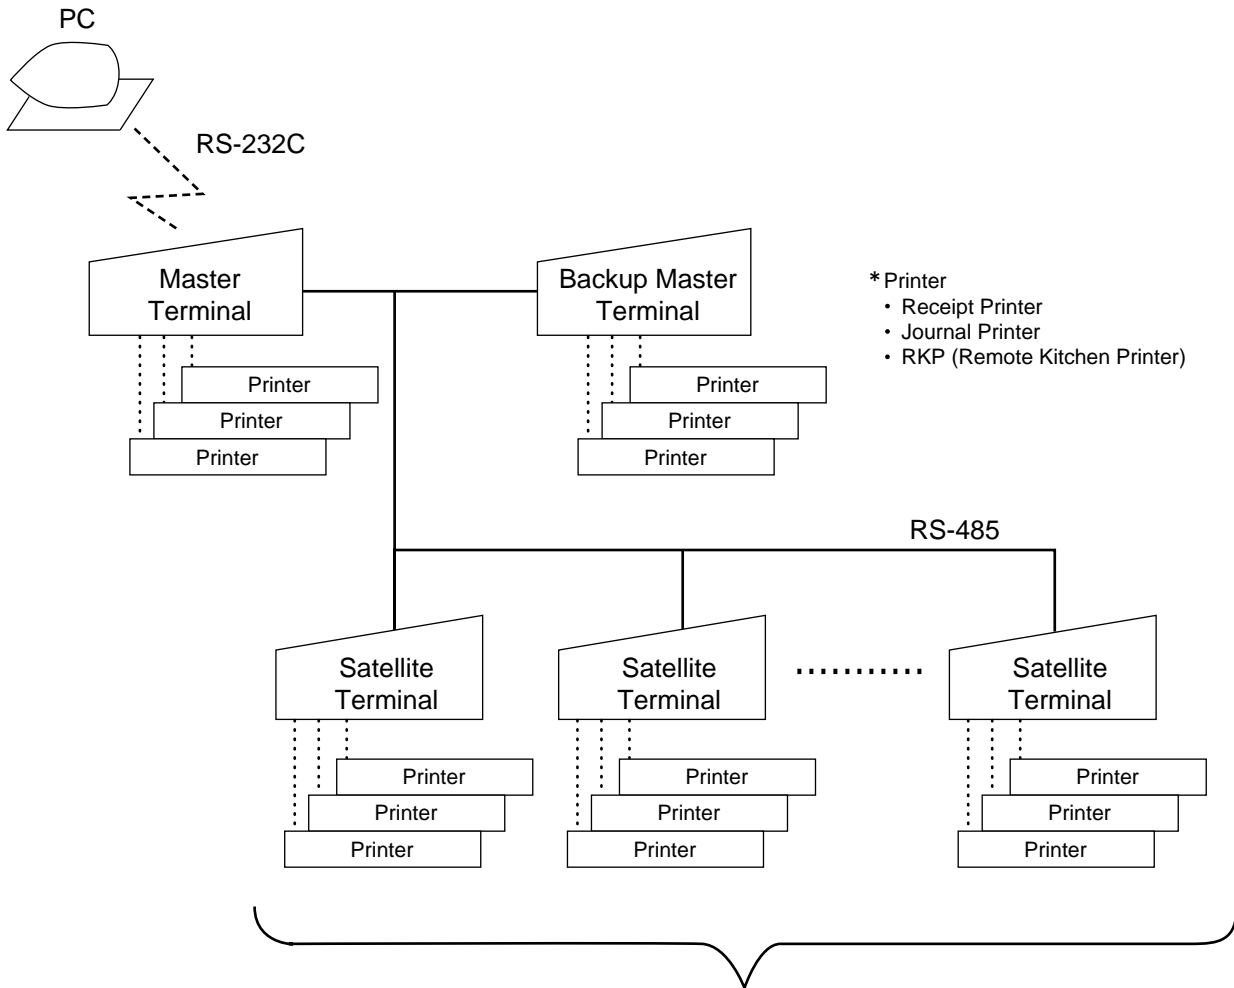 PC
RS-232C
Master
Terminal
Backup Master
Terminal
* Printer
・ Receipt Printer
・ Journal Printer
・ RKP (Remote Kitchen Printer)
Printer
Printer
Printer
Printer
Printer
Printer
RS-485
Satellite
Terminal
Satellite
Terminal
...........
Satellite
Terminal
Printer
Printer
Printer
Printer
Printer
Printer
Printer
Printer
Printer